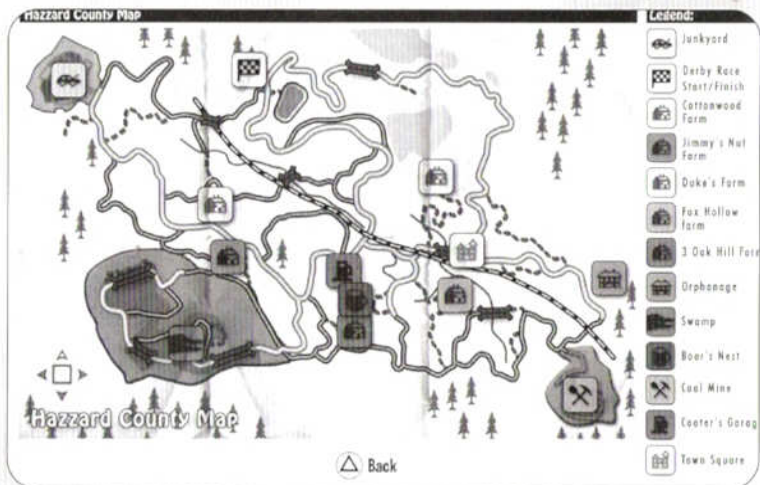 Hazzard County Map
Legend:
Junkyard
Derby Race
Start/Finish
Cottonwood
Farm
Jimmy's Nut
Farm
Duke's Farm
Fox Hollow
farm
3 Oak Hill Farm
Orphanage
Swamp
Boar's Nest
Coal Mine
Cooter's Garag
Town Square
Hazzard County Map
Back